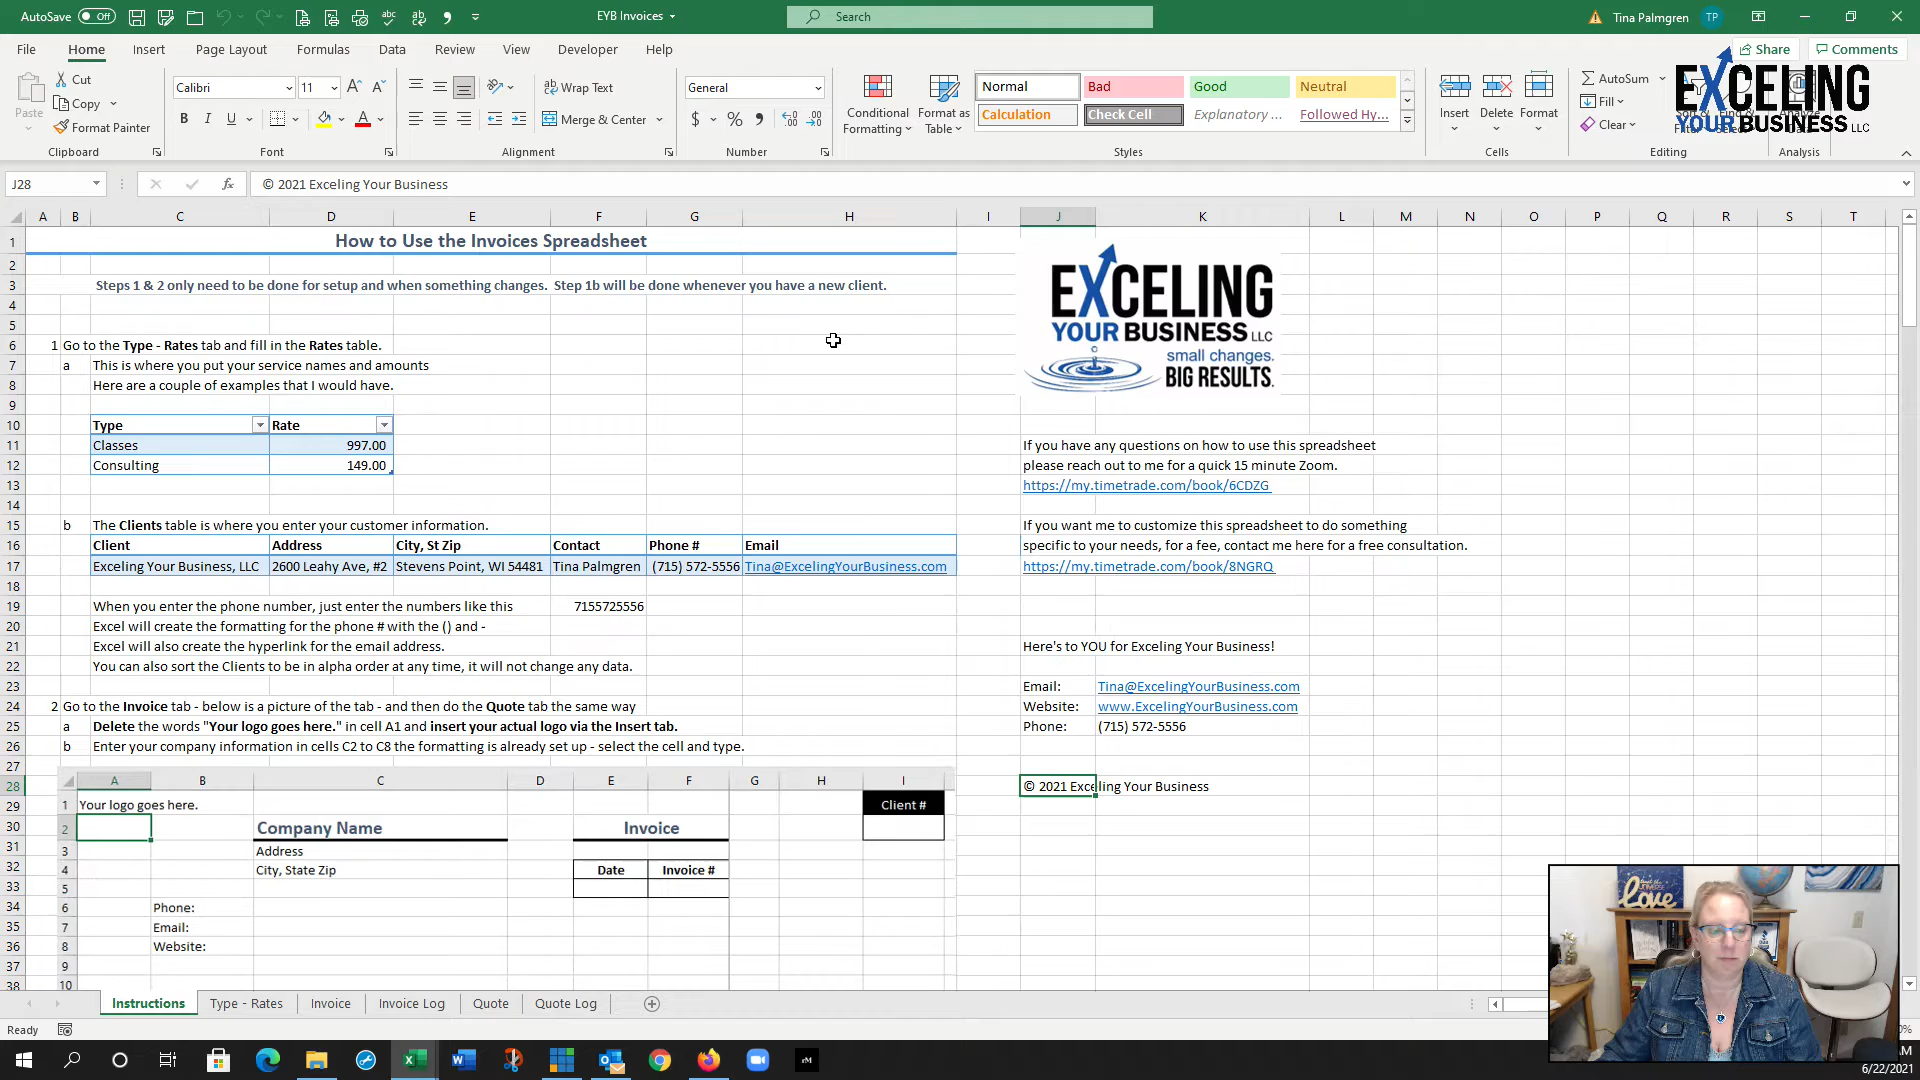 AutoSave Off EYB Invoices Search Tina Palmgren TP
File Home Insert Page Layout Formulas Data Review View Developer Help Share Comments
Paste Cut Copy Format Painter Clipboard
Calibri 11 B I U Font
Wrap Text Merge & Center Alignment
General $ % Number
Conditional Formatting Format as Table
Normal Bad Good Neutral
Calculation Check Cell Explanatory ... Followed Hy...
Styles
Insert Delete Format Cells
AutoSum Fill Clear Editing Analysis
EXCELING
YOUR BUSINESS LLC
J28 fx © 2021 Exceling Your Business
A B C D E F G H I J K L M N O P Q R S T
1 How to Use the Invoices Spreadsheet
2
3 Steps 1 & 2 only need to be done for setup and when something changes. Step 1b will be done whenever you have a new client.
4
5
6 1 Go to the Type - Rates tab and fill in the Rates table.
7 a This is where you put your service names and amounts
8 Here are a couple of examples that I would have.
9
10 Type Rate
11 Classes 997.00
12 Consulting 149.00
13
14
15 b The Clients table is where you enter your customer information.
16 Client Address City, St Zip Contact Phone # Email
17 Exceling Your Business, LLC 2600 Leahy Ave, #2 Stevens Point, WI 54481 Tina Palmgren (715) 572-5556 Tina@ExcelingYourBusiness.com
18
19 When you enter the phone number, just enter the numbers like this 7155725556
20 Excel will create the formatting for the phone # with the () and -
21 Excel will also create the hyperlink for the email address.
22 You can also sort the Clients to be in alpha order at any time, it will not change any data.
23
24 2 Go to the Invoice tab - below is a picture of the tab - and then do the Quote tab the same way
25 a Delete the words "Your logo goes here." in cell A1 and insert your actual logo via the Insert tab.
26 b Enter your company information in cells C2 to C8 the formatting is already set up - select the cell and type.
27
28
29
30
31
32
33
34
35
36
37
38
A B C D E F G H I
1 Your logo goes here. Client #
2 Company Name Invoice
3 Address
4 City, State Zip Date Invoice #
5
6 Phone:
7 Email:
8 Website:
9
10
EXCELING
YOUR BUSINESS LLC
small changes.
BIG RESULTS.
If you have any questions on how to use this spreadsheet
please reach out to me for a quick 15 minute Zoom.
https://my.timetrade.com/book/6CDZG
If you want me to customize this spreadsheet to do something
specific to your needs, for a fee, contact me here for a free consultation.
https://my.timetrade.com/book/8NGRQ
Here's to YOU for Exceling Your Business!
Email: Tina@ExcelingYourBusiness.com
Website: www.ExcelingYourBusiness.com
Phone: (715) 572-5556
© 2021 Exceling Your Business
love
Instructions Type - Rates Invoice Invoice Log Quote Quote Log
Ready
rM
6/22/2021